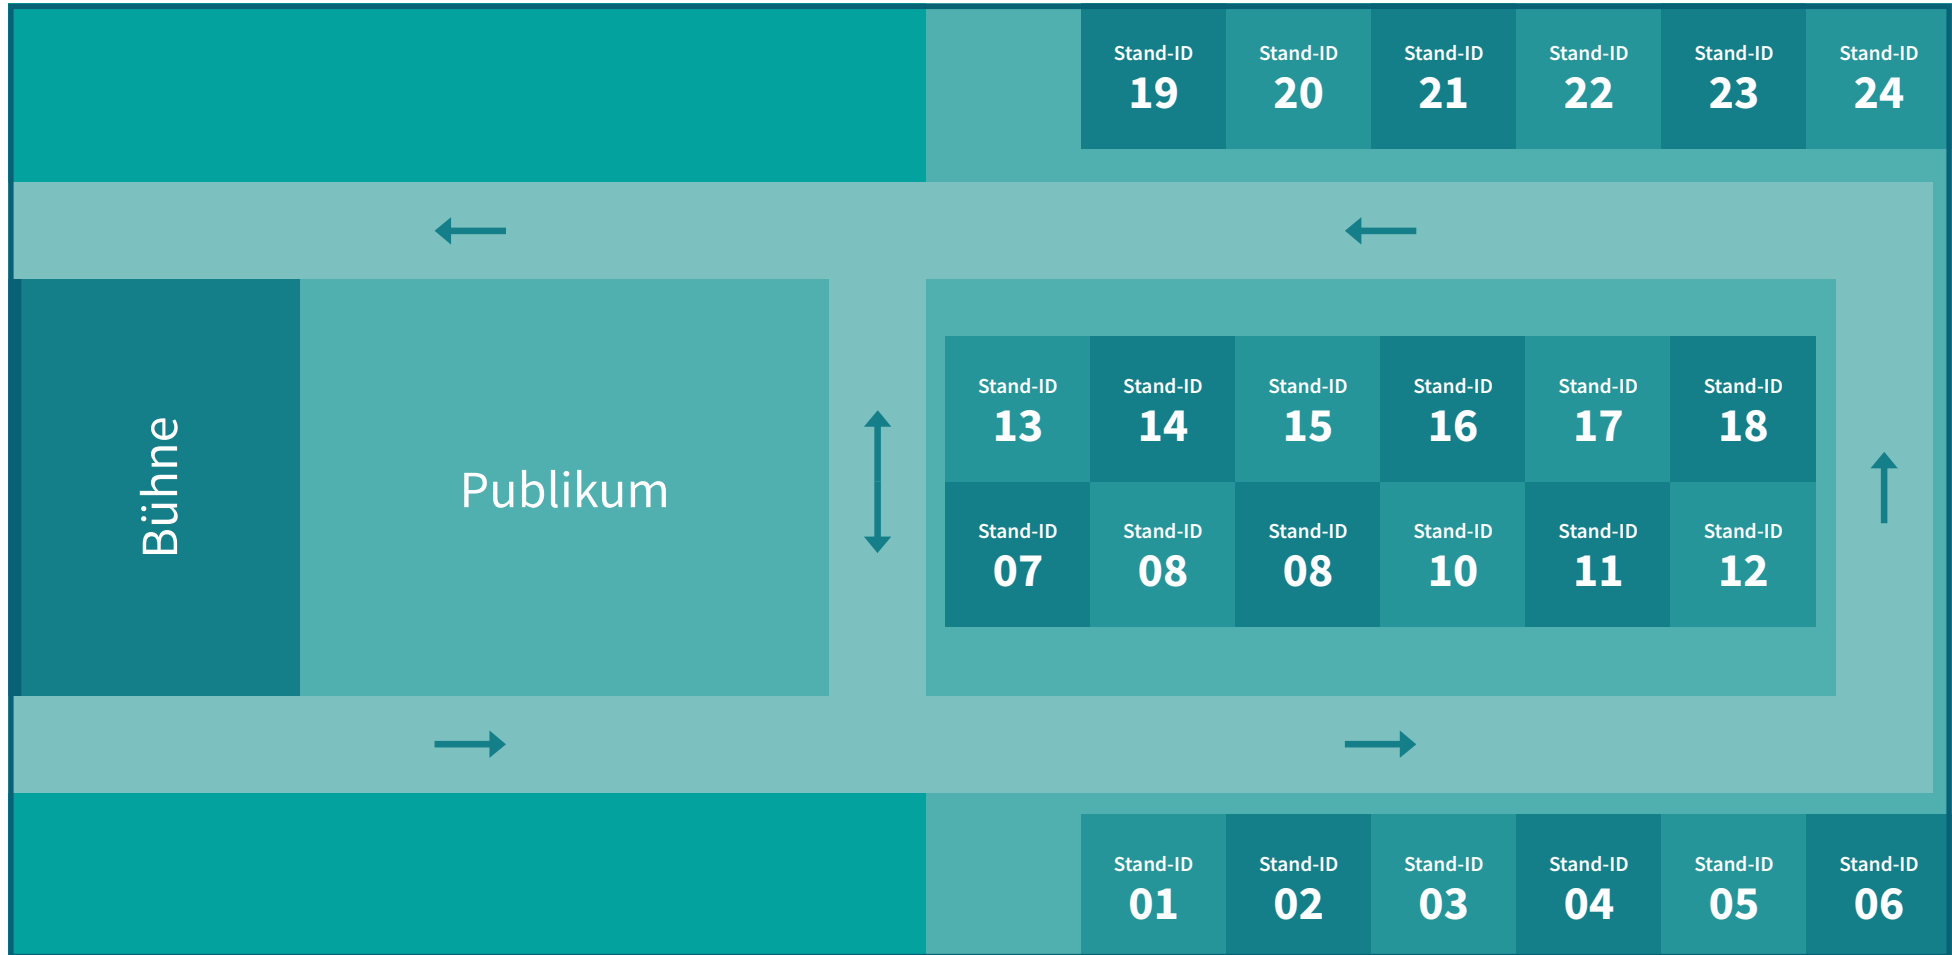 Stand-ID
19
Stand-ID
20
Stand-ID
21
Stand-ID
22
Stand-ID
23
Stand-ID
24
Bühne
Publikum
Stand-ID
13
Stand-ID
14
Stand-ID
15
Stand-ID
16
Stand-ID
17
Stand-ID
18
Stand-ID
07
Stand-ID
08
Stand-ID
08
Stand-ID
10
Stand-ID
11
Stand-ID
12
Stand-ID
01
Stand-ID
02
Stand-ID
03
Stand-ID
04
Stand-ID
05
Stand-ID
06